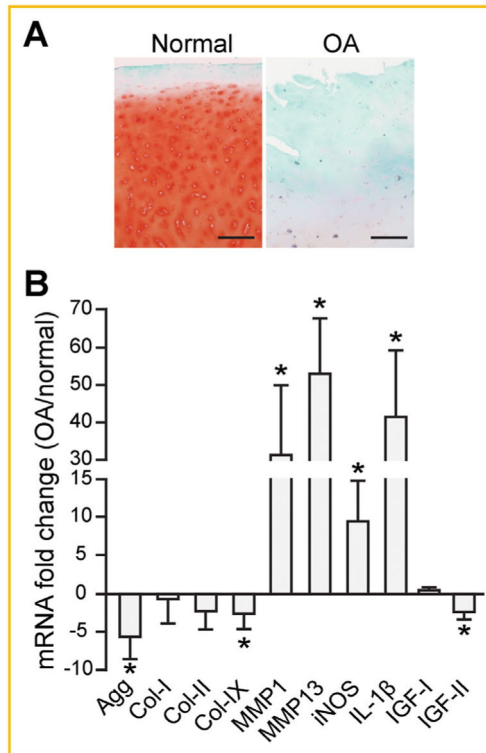 A
Normal OA
B
mRNA fold change (OA/normal)
70
60
50
40
30
15
10
5
0
-5
-10
* * * * * * *
Agg Col-I Col-II Col-IX MMP1 MMP13 iNOS IL-1β IGF-I IGF-II